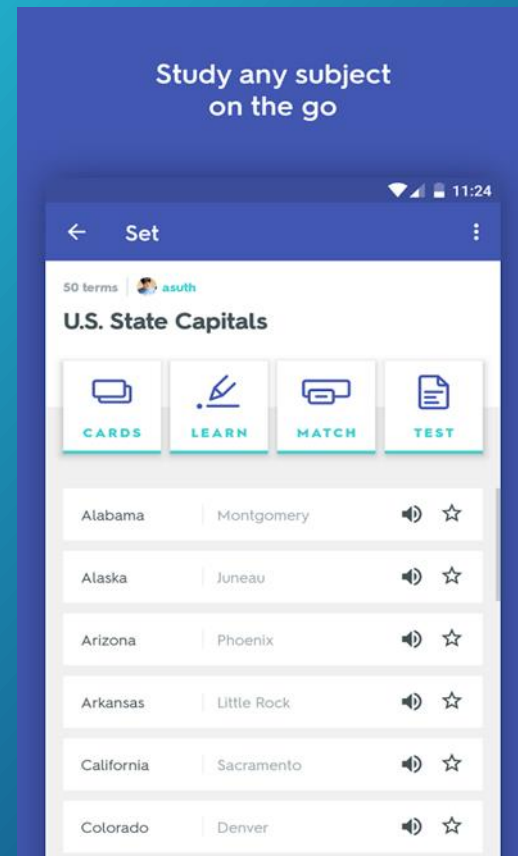 Study any subject
on the go
11:24
Set
50 terms asuth
U.S. State Capitals
CARDS LEARN MATCH TEST
Alabama Montgomery
Alaska Juneau
Arizona Phoenix
Arkansas Little Rock
California Sacramento
Colorado Denver